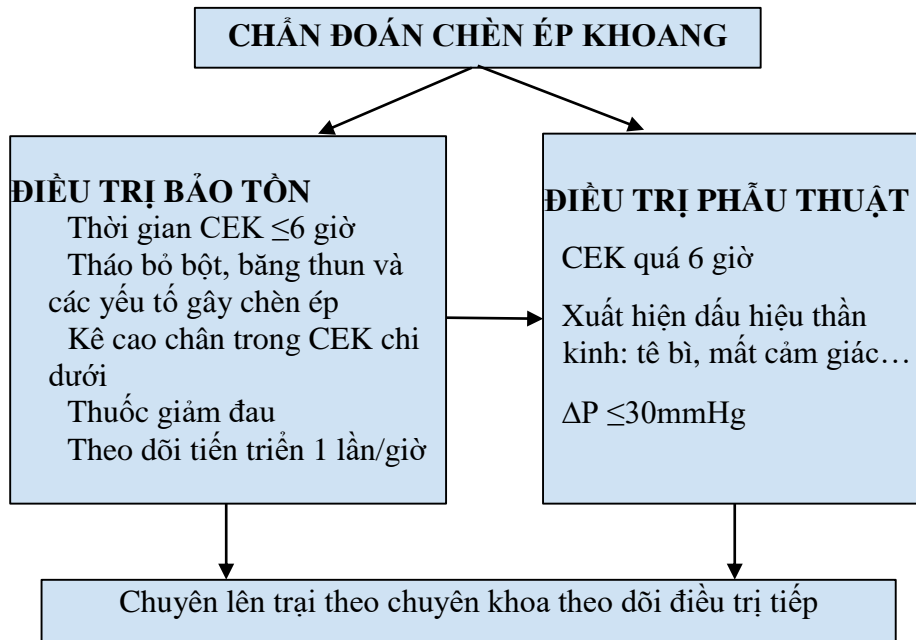 CHẨN ĐOÁN CHÈN ÉP KHOANG
ĐIỀU TRỊ BẢO TỒN
Thời gian CEK ≤6 giờ
Tháo bỏ bột, băng thun và
các yếu tố gây chèn ép
Kê cao chân trong CEK chi
dưới
Thuốc giảm đau
Theo dõi tiến triển 1 lần/giờ
ĐIỀU TRỊ PHẪU THUẬT
CEK quá 6 giờ
Xuất hiện dấu hiệu thần
kinh: tê bì, mất cảm giác…
∆P ≤30mmHg
Chuyên lên trại theo chuyên khoa theo dõi điều trị tiếp